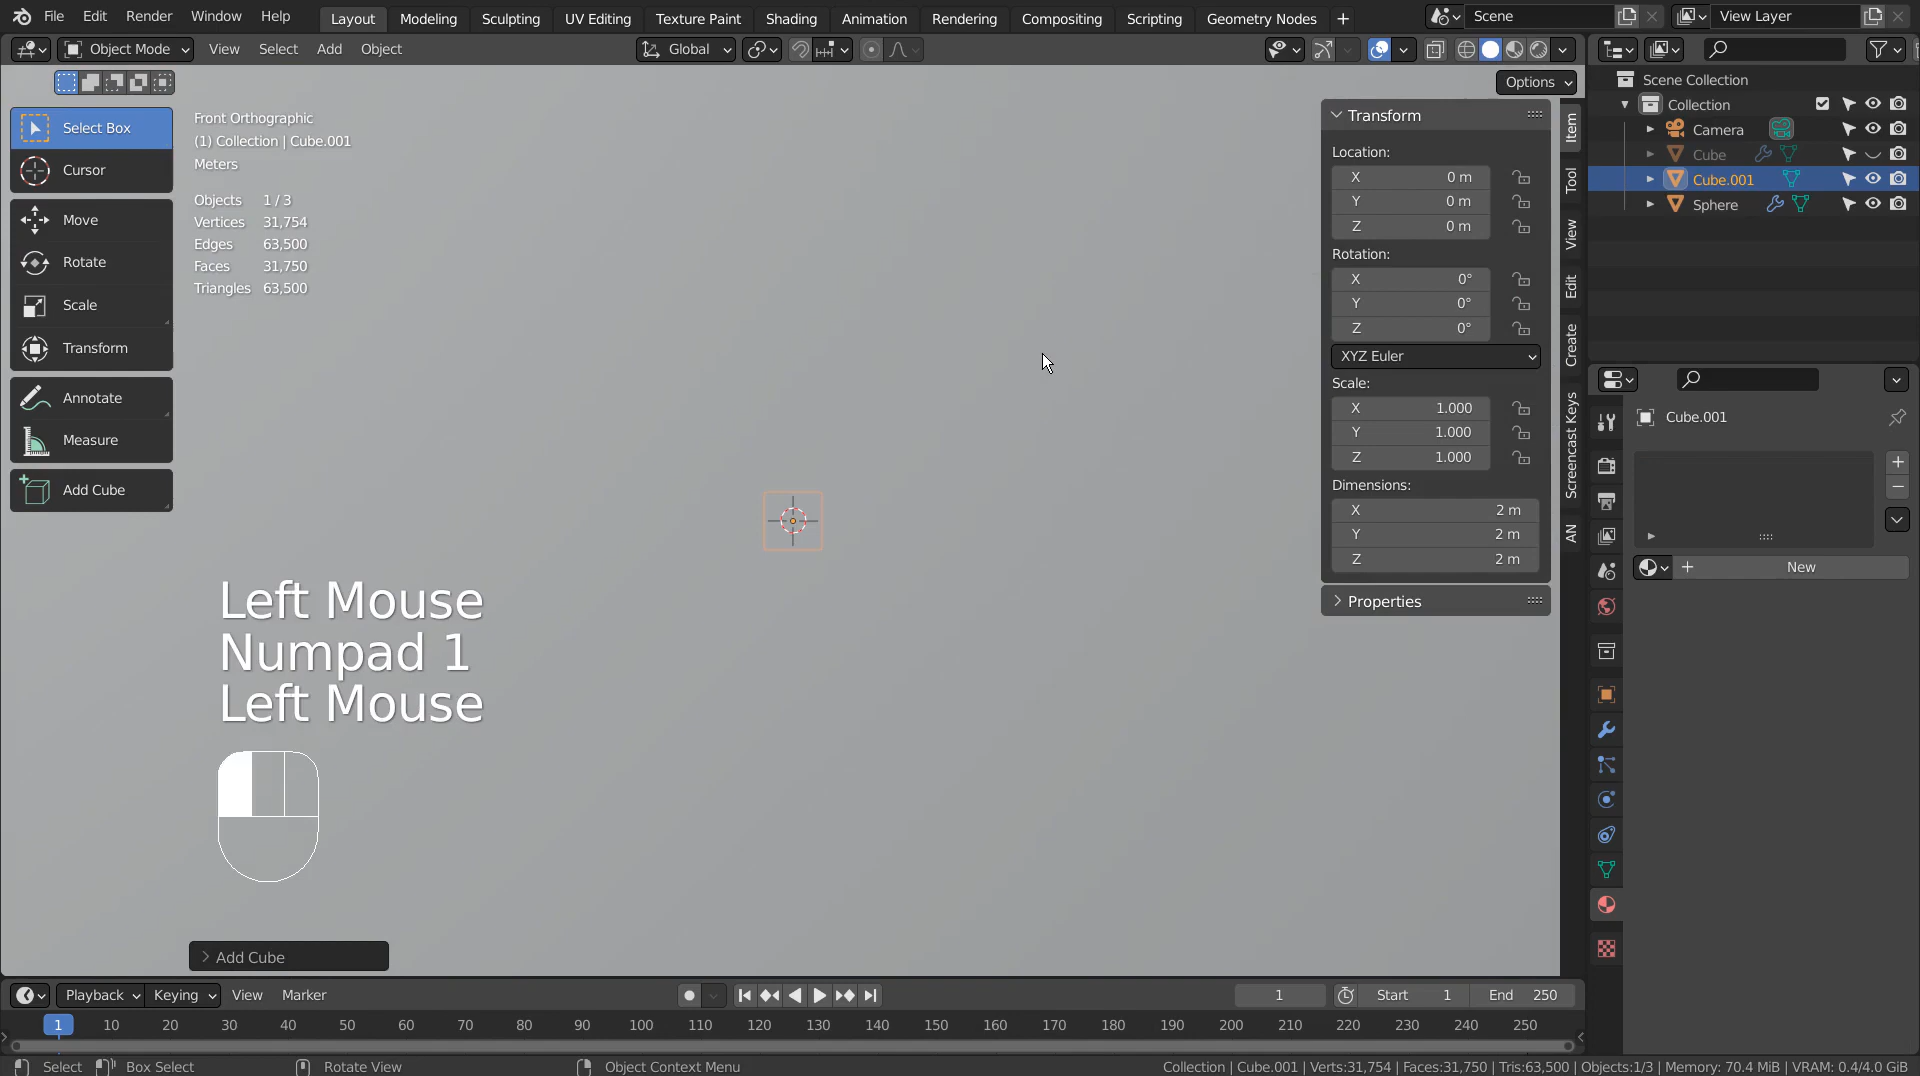 File Edit Render Window Help Layout Modeling Sculpting UV Editing Texture Paint Shading Animation Rendering Compositing Scripting Geometry Nodes + Scene View Layer
Object Mode View Select Add Object Global
Options
Select Box
Cursor
Move
Rotate
Scale
Transform
Annotate
Measure
Add Cube
Front Orthographic
(1) Collection | Cube.001
Meters
Objects 1 / 3
Vertices 31,754
Edges 63,500
Faces 31,750
Triangles 63,500
Left Mouse
Numpad 1
Left Mouse
Add Cube
Transform
Location:
X 0 m
Y 0 m
Z 0 m
Rotation:
X 0°
Y 0°
Z 0°
XYZ Euler
Scale:
X 1.000
Y 1.000
Z 1.000
Dimensions:
X 2 m
Y 2 m
Z 2 m
Properties
Item
Tool
View
Edit
Create
Screencast Keys
AN
Scene Collection
Collection
Camera
Cube
Cube.001
Sphere
Cube.001
New
Playback Keying View Marker 1 Start 1 End 250
1 10 20 30 40 50 60 70 80 90 100 110 120 130 140 150 160 170 180 190 200 210 220 230 240 250
Select Box Select Rotate View Object Context Menu Collection | Cube.001 | Verts:31,754 | Faces:31,750 | Tris:63,500 | Objects:1/3 | Memory: 70.4 MiB | VRAM: 0.4/4.0 GiB